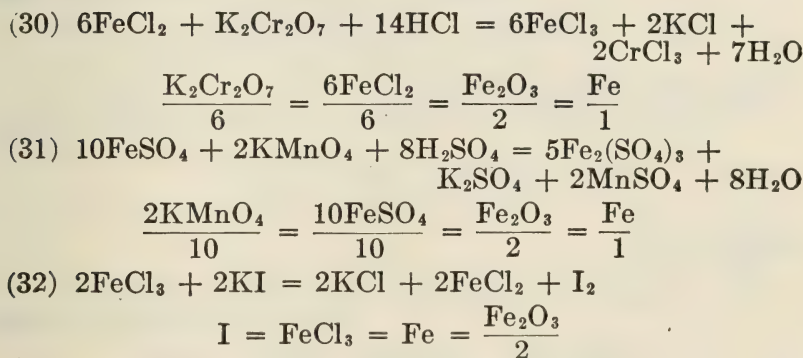 (30) 6FeCl₂ + K₂Cr₂O₇ + 14HCl = 6FeCl₃ + 2KCl +
2CrCl₃ + 7H₂O
K₂Cr₂O₇/6 = 6FeCl₂/6 = Fe₂O₃/2 = Fe/1
(31) 10FeSO₄ + 2KMnO₄ + 8H₂SO₄ = 5Fe₂(SO₄)₃ +
K₂SO₄ + 2MnSO₄ + 8H₂O
2KMnO₄/10 = 10FeSO₄/10 = Fe₂O₃/2 = Fe/1
(32) 2FeCl₃ + 2KI = 2KCl + 2FeCl₂ + I₂
I = FeCl₃ = Fe = Fe₂O₃/2